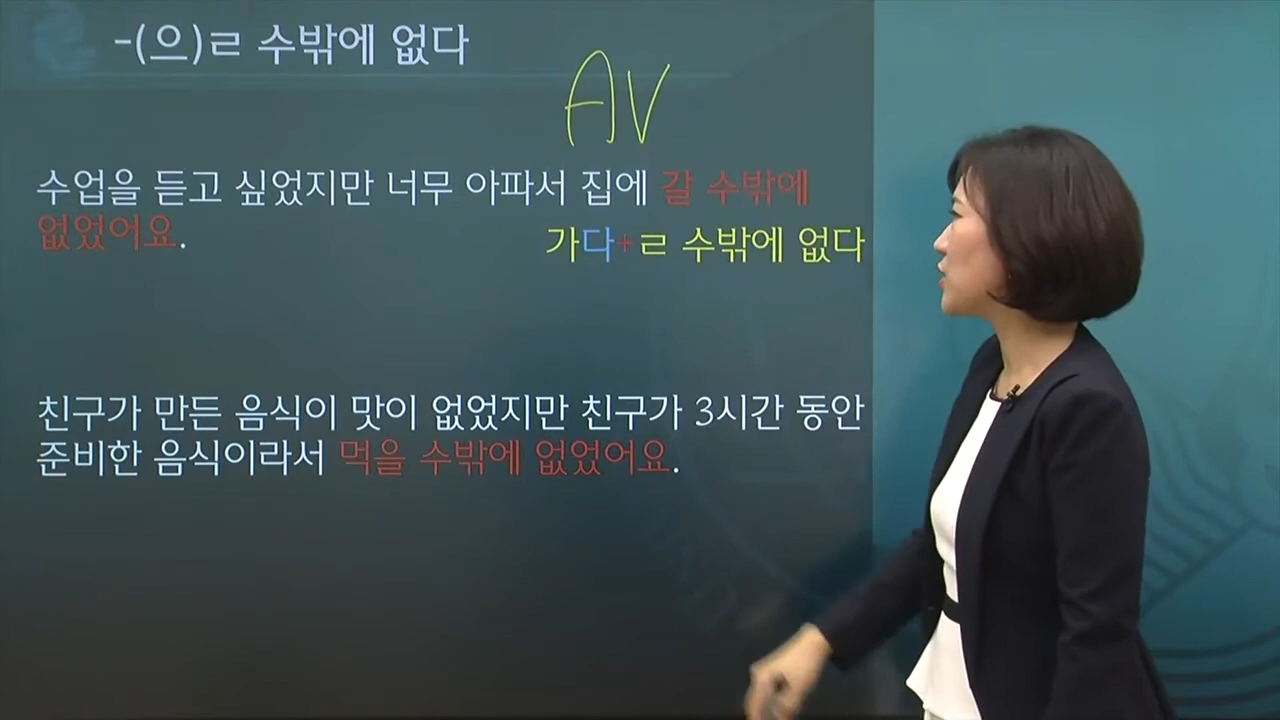 -(으)ㄹ 수밖에 없다
AV
수업을 듣고 싶었지만 너무 아파서 집에 갈 수밖에
없었어요.
가다+ㄹ 수밖에 없다
친구가 만든 음식이 맛이 없었지만 친구가 3시간 동안
준비한 음식이라서 먹을 수밖에 없었어요.